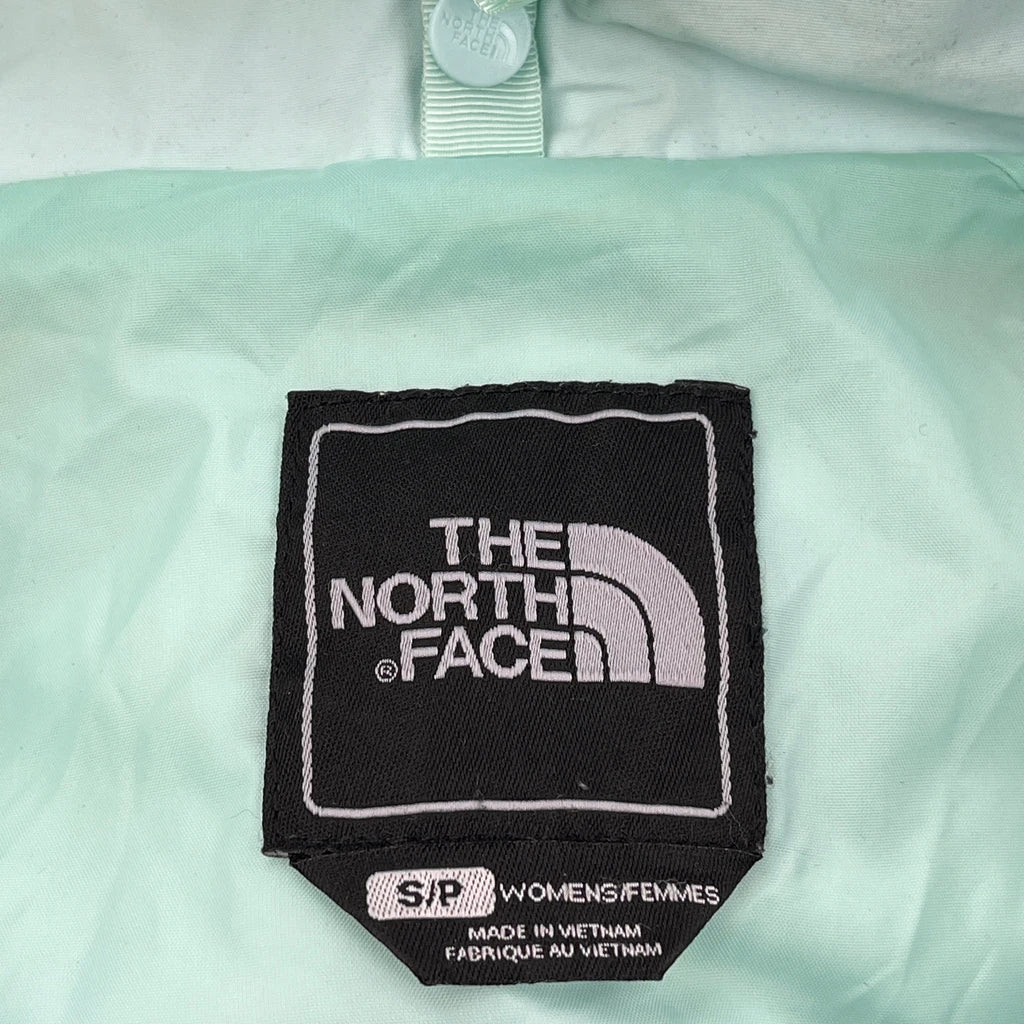 THE
NORTH
FACE
THE
NORTH
® FACE
S/P WOMENS/FEMMES
MADE IN VIETNAM
FABRIQUE AU VIETNAM